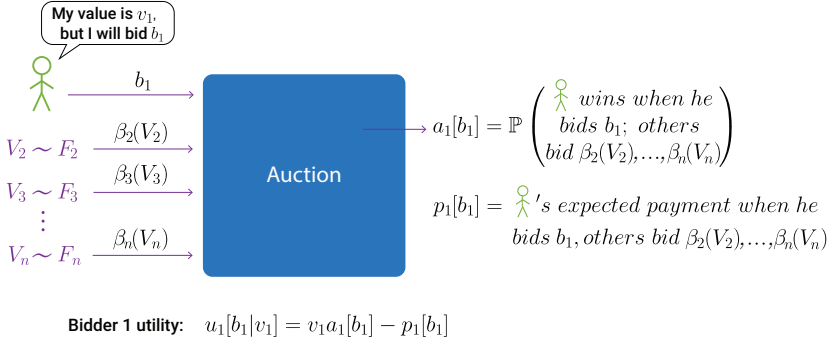 My value is v₁,
but I will bid b₁
b₁
V₂ ∼ F₂
β₂(V₂)
V₃ ∼ F₃
β₃(V₃)
⋮
Vₙ ∼ Fₙ
βₙ(Vₙ)
Auction
a₁[b₁] = ℙ ( wins when he
bids b₁; others
bid β₂(V₂),...,βₙ(Vₙ) )
p₁[b₁] = 's expected payment when he
bids b₁, others bid β₂(V₂),...,βₙ(Vₙ)
Bidder 1 utility: u₁[b₁|v₁] = v₁a₁[b₁] − p₁[b₁]